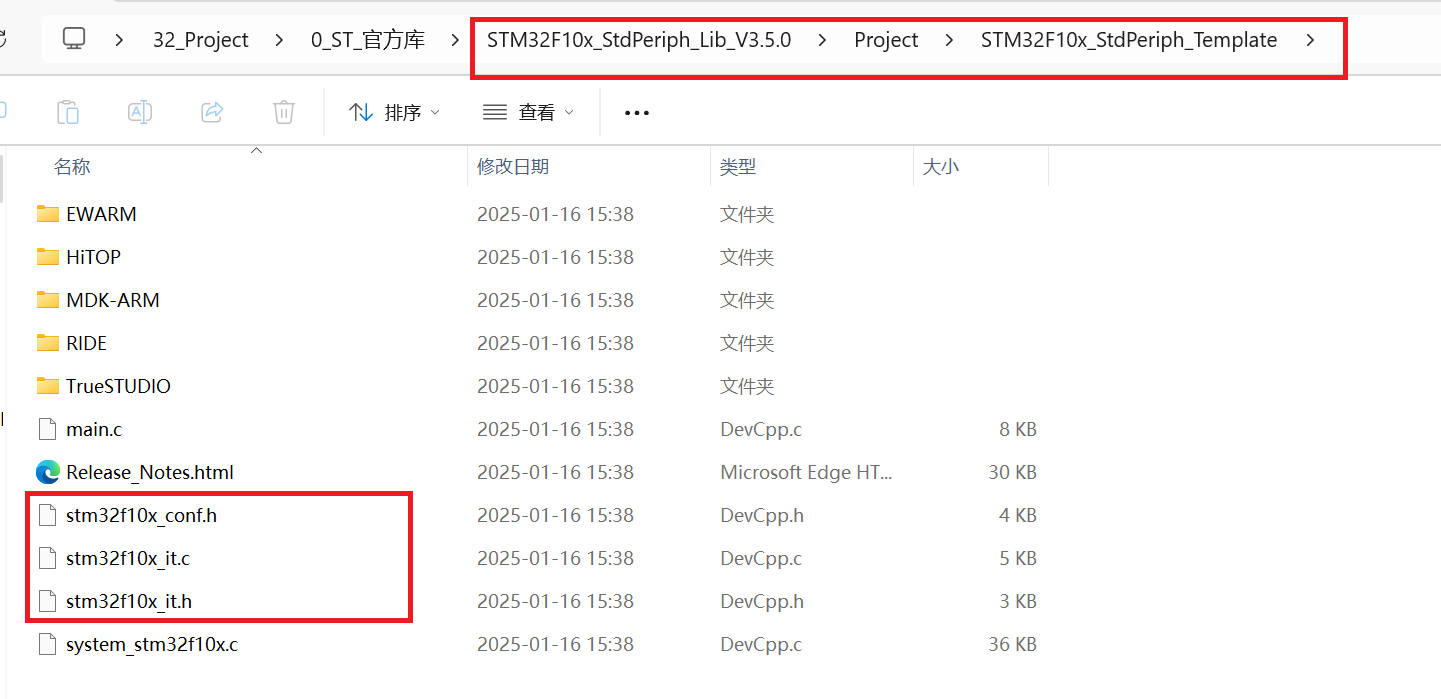 32_Project > 0_ST_官方库 > STM32F10x_StdPeriph_Lib_V3.5.0 > Project > STM32F10x_StdPeriph_Template >
排序 查看
名称 修改日期 类型 大小
EWARM 2025-01-16 15:38 文件夹
HiTOP 2025-01-16 15:38 文件夹
MDK-ARM 2025-01-16 15:38 文件夹
RIDE 2025-01-16 15:38 文件夹
TrueSTUDIO 2025-01-16 15:38 文件夹
main.c 2025-01-16 15:38 DevCpp.c 8 KB
Release_Notes.html 2025-01-16 15:38 Microsoft Edge HT... 30 KB
stm32f10x_conf.h 2025-01-16 15:38 DevCpp.h 4 KB
stm32f10x_it.c 2025-01-16 15:38 DevCpp.c 5 KB
stm32f10x_it.h 2025-01-16 15:38 DevCpp.h 3 KB
system_stm32f10x.c 2025-01-16 15:38 DevCpp.c 36 KB